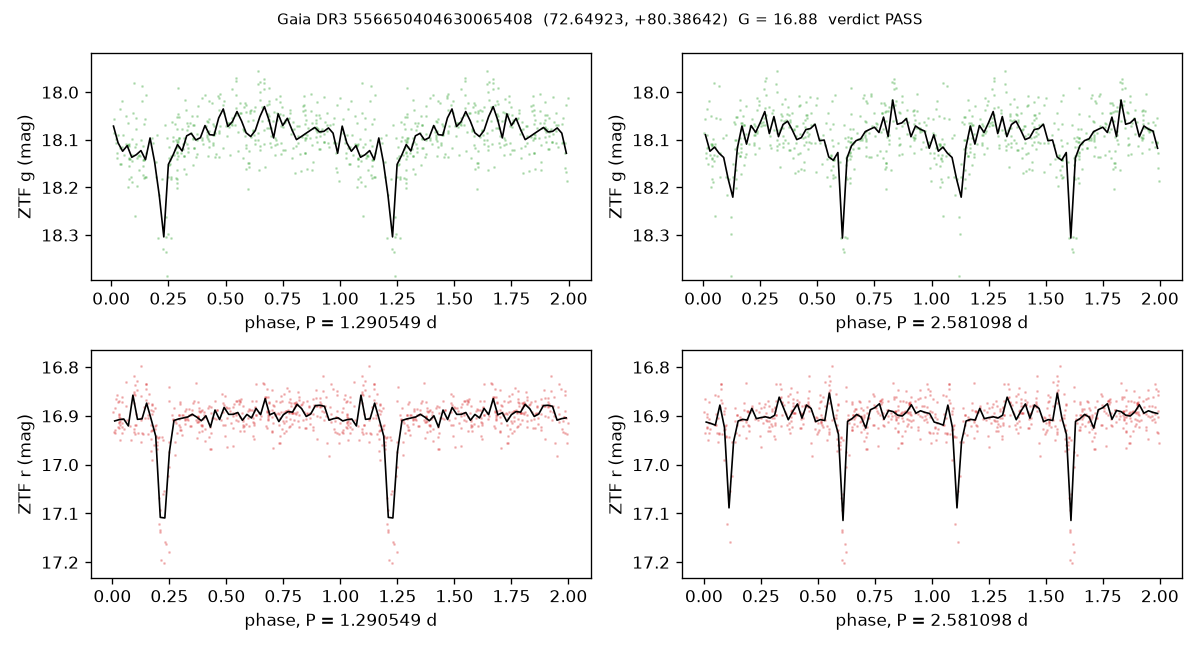 Gaia DR3 556650404630065408  (72.64923, +80.38642)  G = 16.88  verdict PASS
ZTF g (mag)
18.0
18.1
18.2
18.3
0.00 0.25 0.50 0.75 1.00 1.25 1.50 1.75 2.00
phase, P = 1.290549 d
ZTF g (mag)
18.0
18.1
18.2
18.3
0.00 0.25 0.50 0.75 1.00 1.25 1.50 1.75 2.00
phase, P = 2.581098 d
ZTF r (mag)
16.8
16.9
17.0
17.1
17.2
0.00 0.25 0.50 0.75 1.00 1.25 1.50 1.75 2.00
phase, P = 1.290549 d
ZTF r (mag)
16.8
16.9
17.0
17.1
17.2
0.00 0.25 0.50 0.75 1.00 1.25 1.50 1.75 2.00
phase, P = 2.581098 d